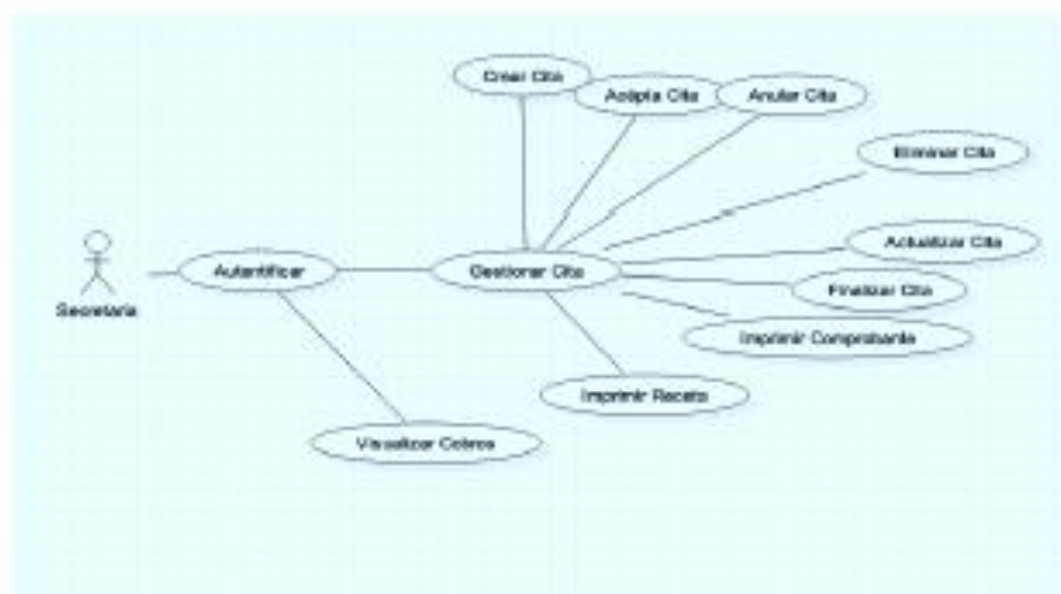 Crear Cita
Acepta Cita
Anular Cita
Eliminar Cita
Actualizar Cita
Autentificar
Gestionar Cita
Finalizar Cita
Secretaria
Imprimir Comprobante
Imprimir Receta
Visualizar Cobros